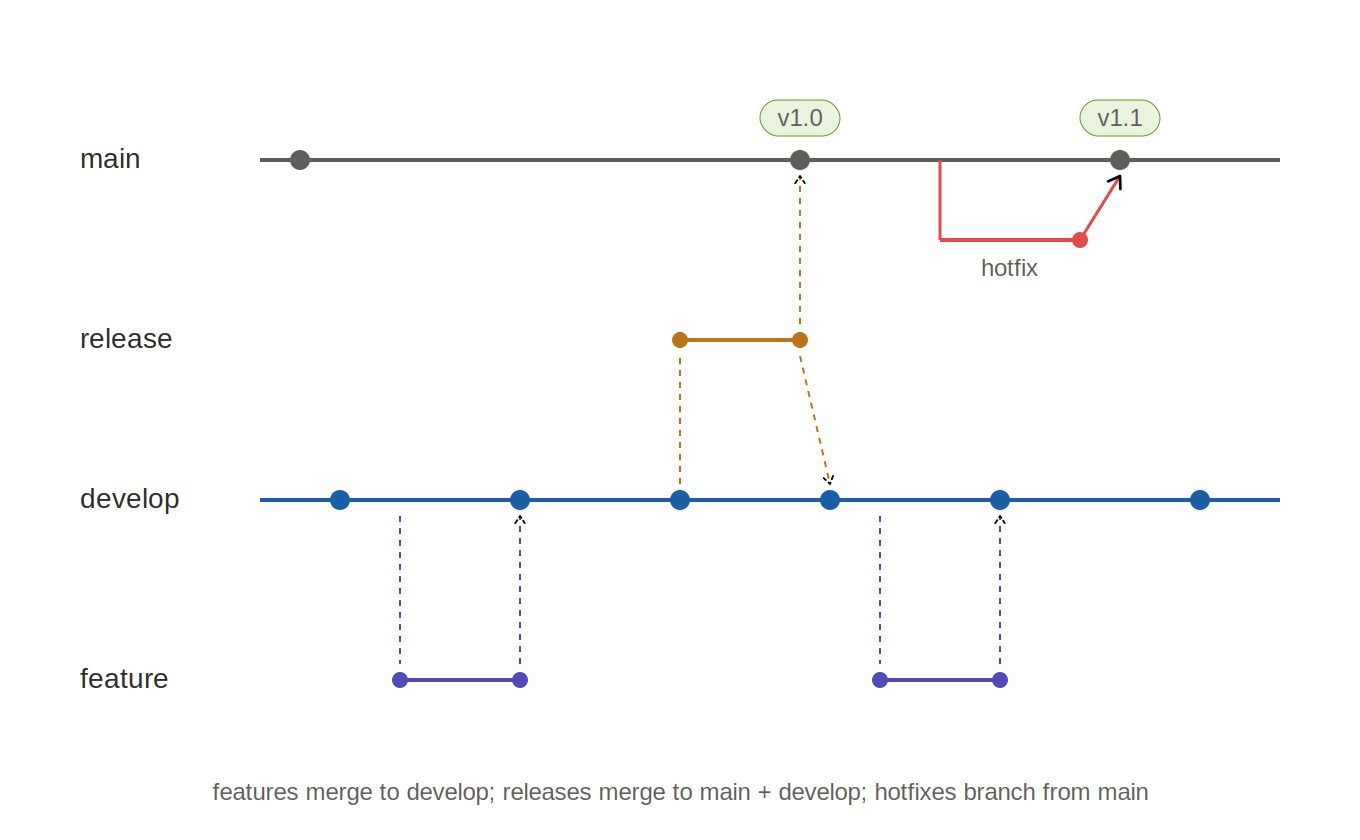 v1.0
v1.1
main
hotfix
release
develop
feature
features merge to develop; releases merge to main + develop; hotfixes branch from main